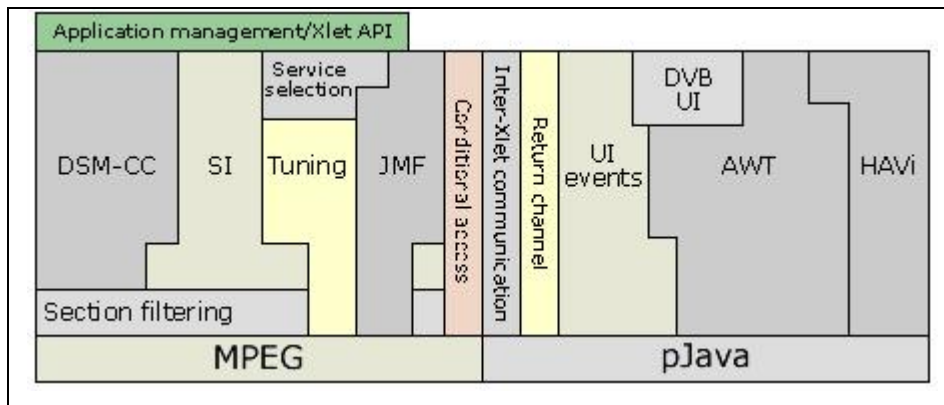 Application management/Xlet API
DSM-CC
SI
Service
selection
Tuning
JMF
Conditional access
Inter-Xlet communication
Return channel
UI
events
DVB
UI
AWT
HAVi
Section filtering
MPEG
pJava